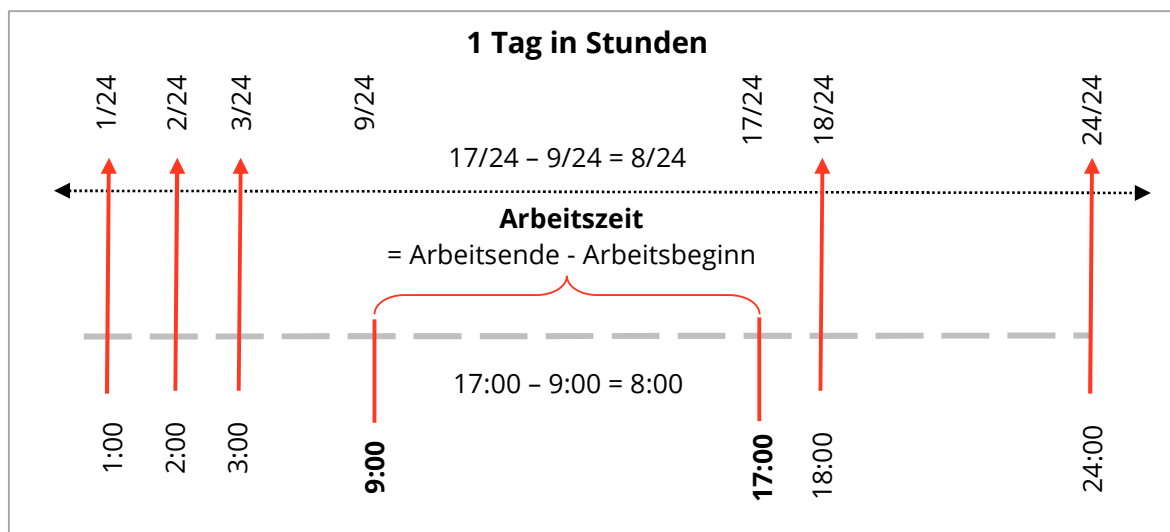 1 Tag in Stunden
1/24
2/24
3/24
9/24
17/24
18/24
24/24
17/24 – 9/24 = 8/24
Arbeitszeit
= Arbeitsende - Arbeitsbeginn
17:00 – 9:00 = 8:00
1:00
2:00
3:00
9:00
17:00
18:00
24:00